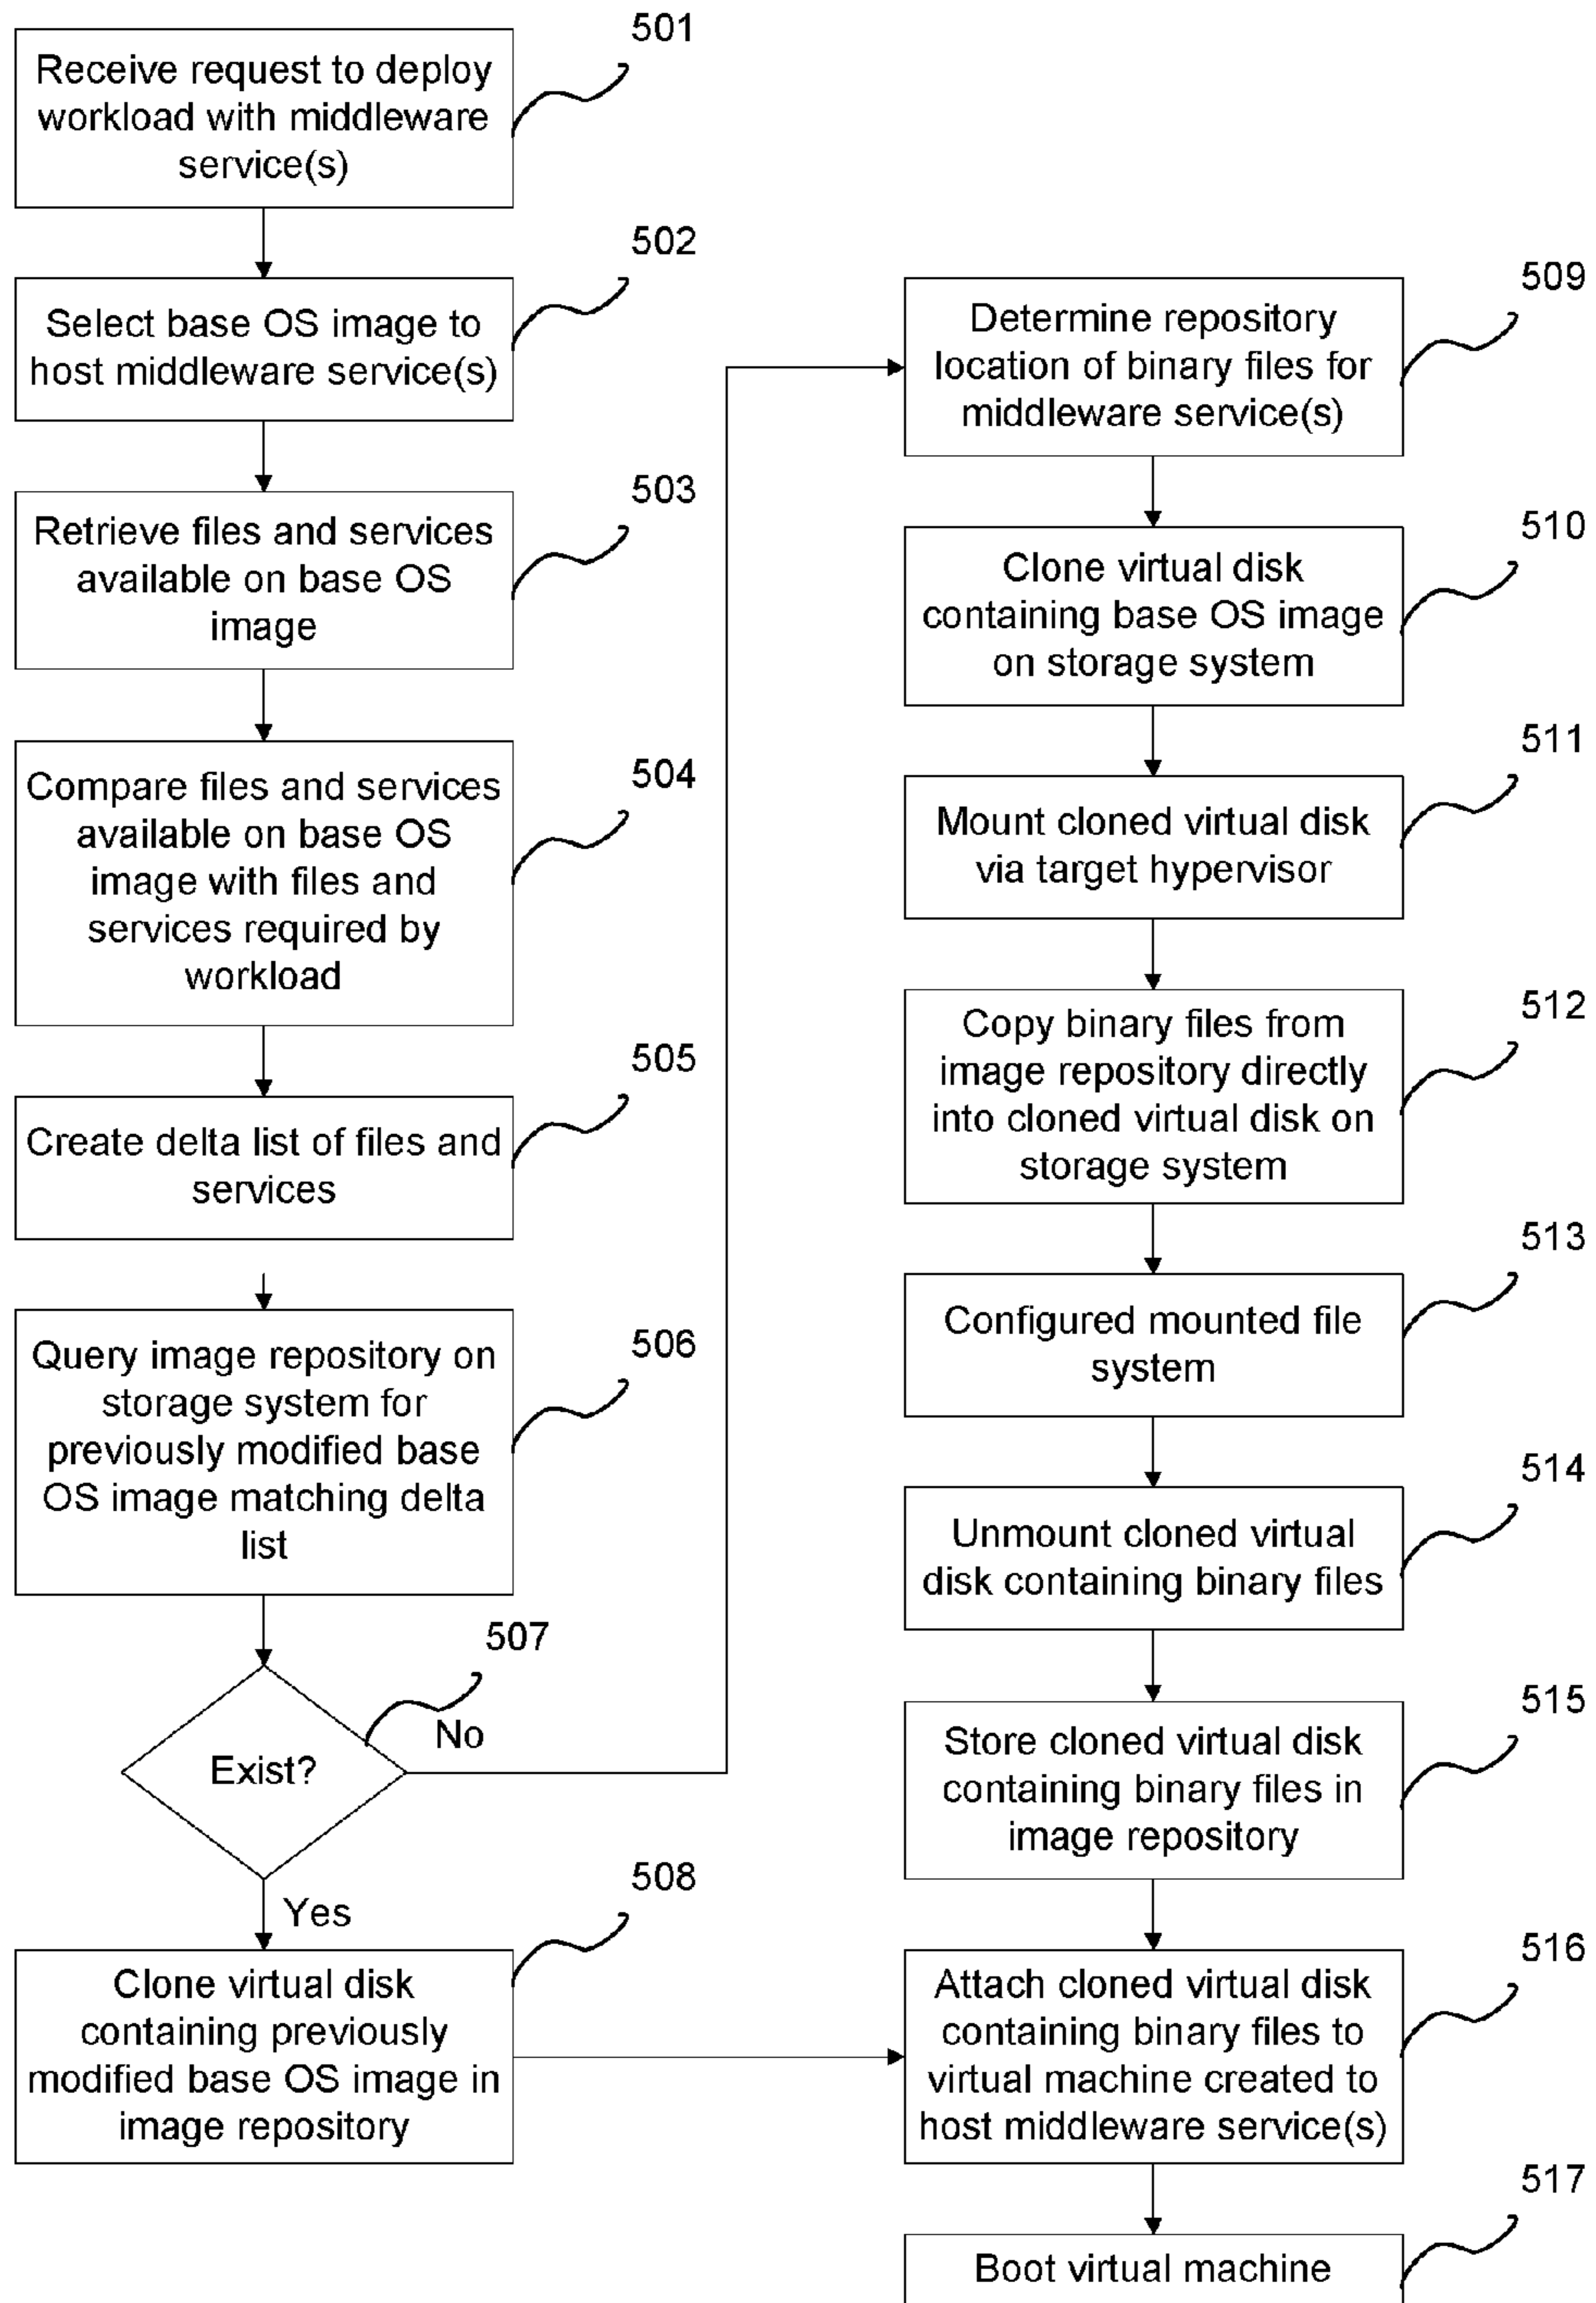 501
Receive request to deploy
workload with middleware
service(s)
502
Select base OS image to
host middleware service(s)
503
Retrieve files and services
available on base OS
image
504
Compare files and services
available on base OS
image with files and
services required by
workload
505
Create delta list of files and
services
506
Query image repository on
storage system for
previously modified base
OS image matching delta
list
507
Exist?
No
Yes
508
Clone virtual disk
containing previously
modified base OS image in
image repository
509
Determine repository
location of binary files for
middleware service(s)
510
Clone virtual disk
containing base OS image
on storage system
511
Mount cloned virtual disk
via target hypervisor
512
Copy binary files from
image repository directly
into cloned virtual disk on
storage system
513
Configured mounted file
system
514
Unmount cloned virtual
disk containing binary files
515
Store cloned virtual disk
containing binary files in
image repository
516
Attach cloned virtual disk
containing binary files to
virtual machine created to
host middleware service(s)
517
Boot virtual machine